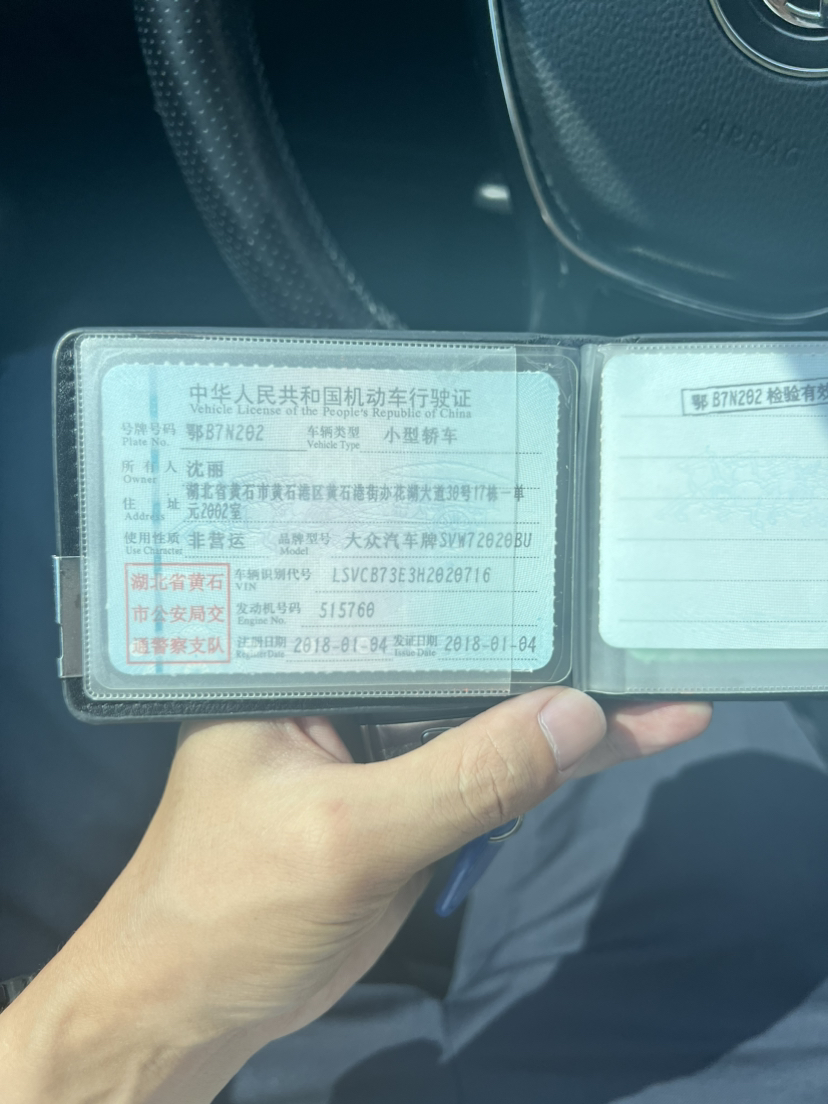 AIRBAG
中华人民共和国机动车行驶证
Vehicle License of the People's Republic of China
号牌号码 鄂B7N202 车辆类型 小型轿车
Plate No. Vehicle Type
所有人 沈丽
Owner
住址 湖北省黄石市黄石港区黄石港街办花湖大道30号17栋一单
Address 元2002室
使用性质 非营运 品牌型号 大众汽车牌SVW72020BU
Use Character Model
湖北省黄石
市公安局交
通警察支队
车辆识别代号 LSVCB73E3H2020716
VIN
发动机号码 515760
Engine No.
注册日期 2018-01-04 发证日期 2018-01-04
Register Date Issue Date
鄂B7N202 检验有效